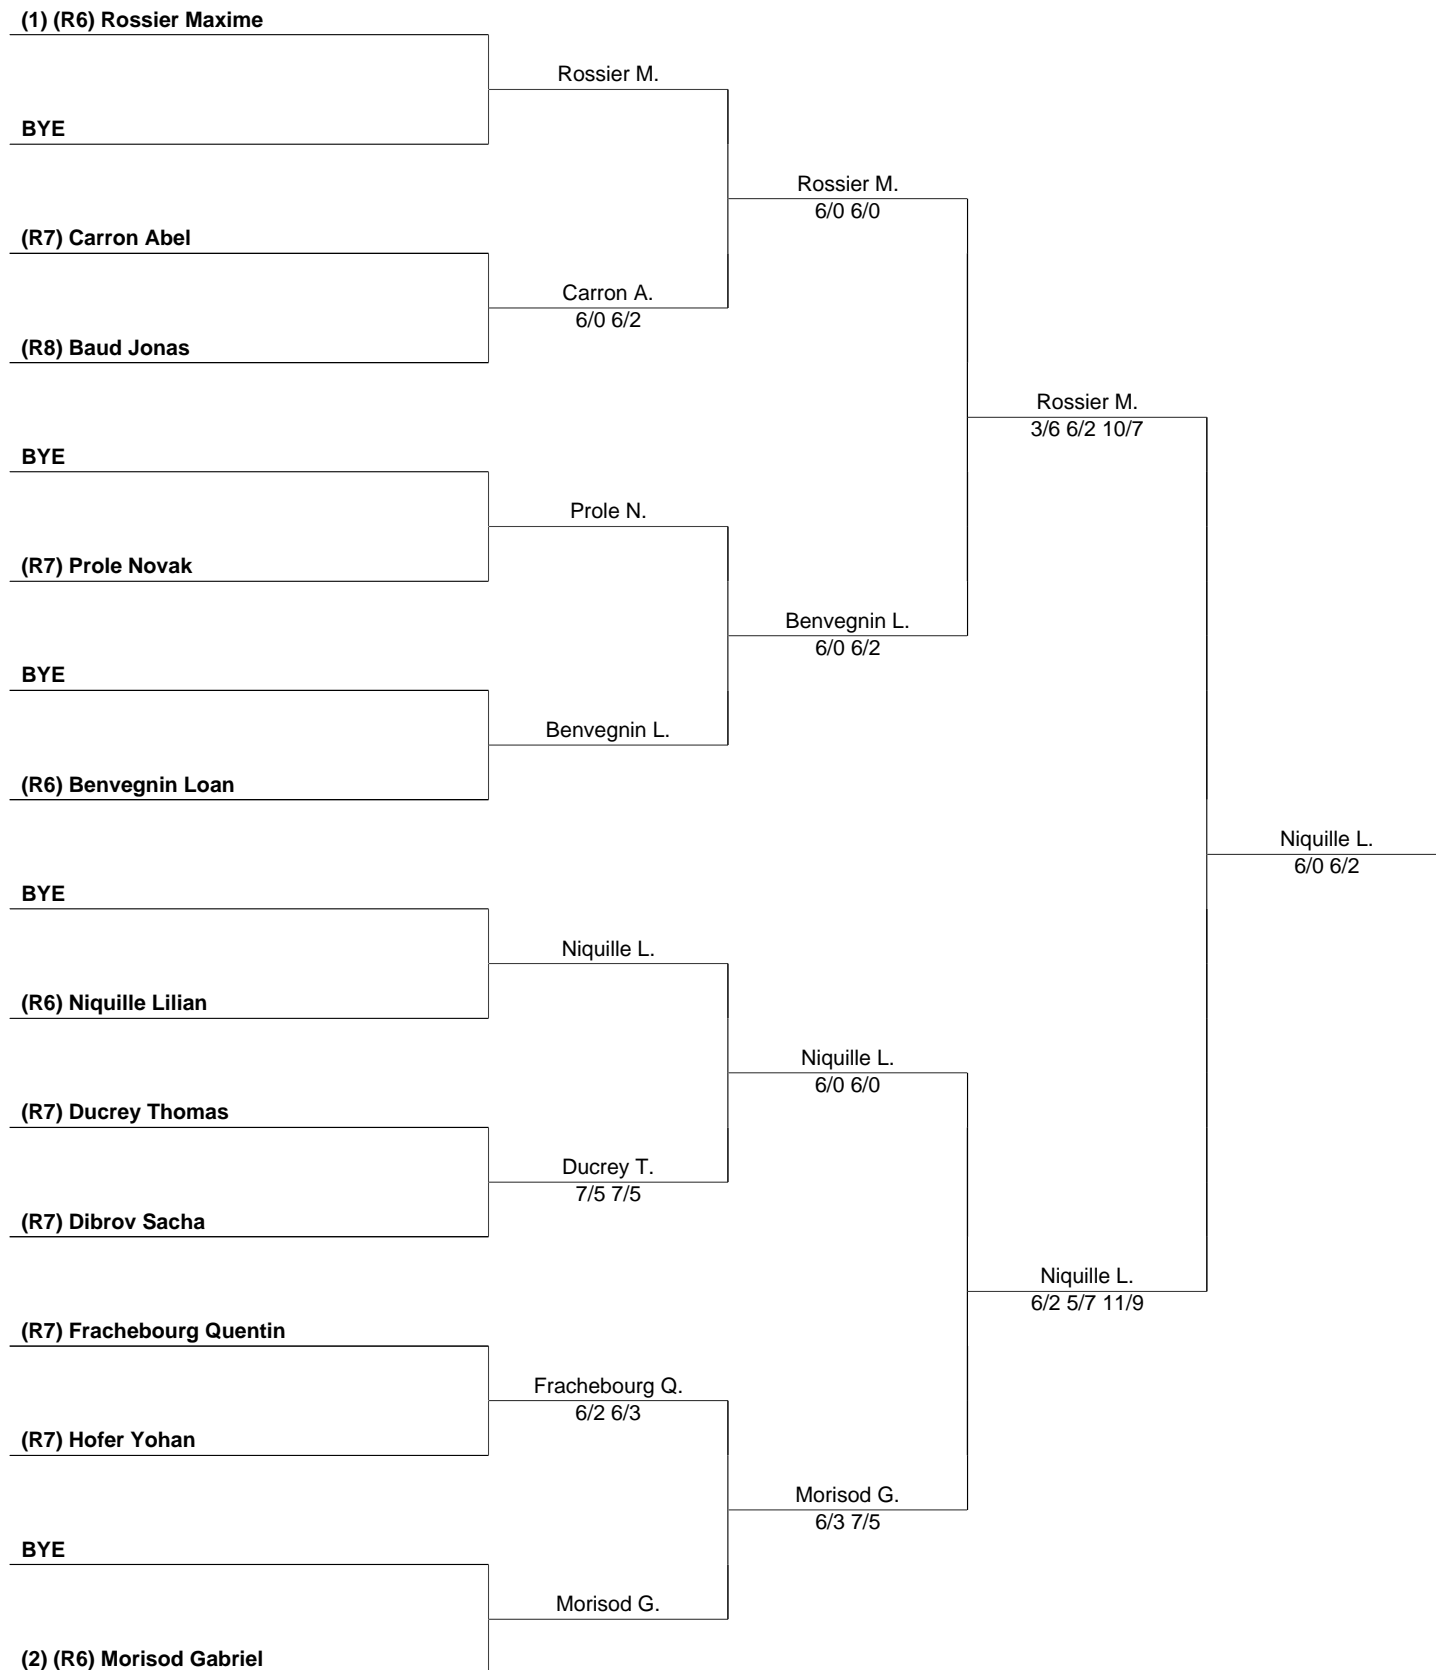 (1) (R6) Rossier Maxime
Rossier M.
BYE
Rossier M.
6/0 6/0
(R7) Carron Abel
Carron A.
6/0 6/2
(R8) Baud Jonas
Rossier M.
3/6 6/2 10/7
BYE
Prole N.
(R7) Prole Novak
Benvegnin L.
6/0 6/2
BYE
Benvegnin L.
(R6) Benvegnin Loan
Niquille L.
6/0 6/2
BYE
Niquille L.
(R6) Niquille Lilian
Niquille L.
6/0 6/0
(R7) Ducrey Thomas
Ducrey T.
7/5 7/5
(R7) Dibrov Sacha
Niquille L.
6/2 5/7 11/9
(R7) Frachebourg Quentin
Frachebourg Q.
6/2 6/3
(R7) Hofer Yohan
Morisod G.
6/3 7/5
BYE
Morisod G.
(2) (R6) Morisod Gabriel